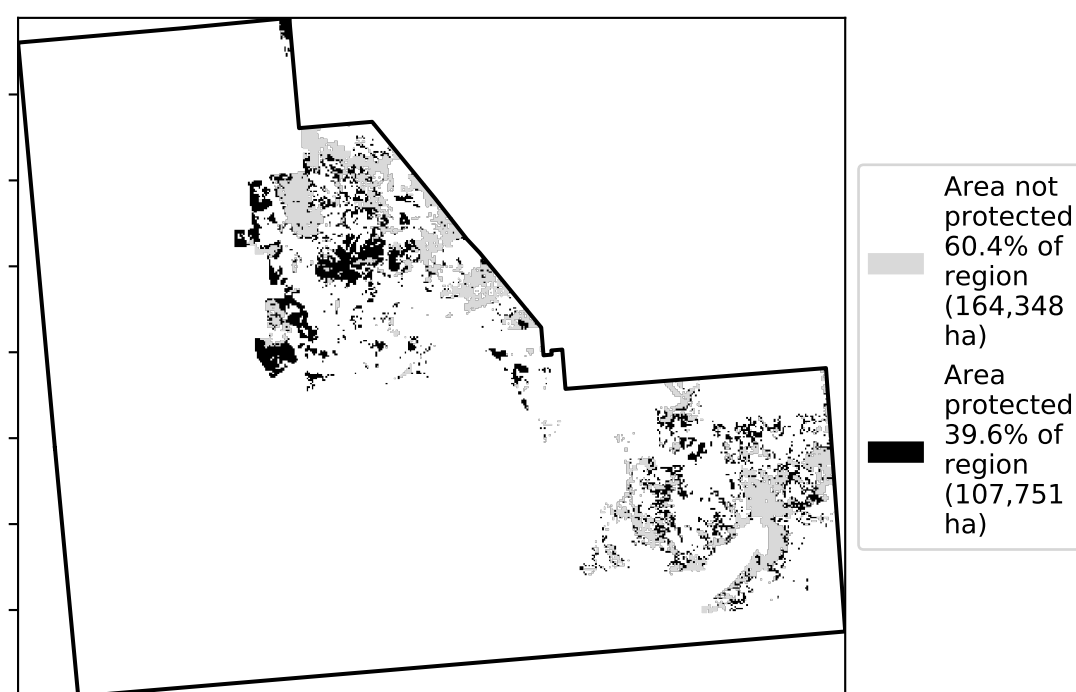 Area not
protected
60.4% of
region
(164,348
ha)
Area
protected
39.6% of
region
(107,751
ha)